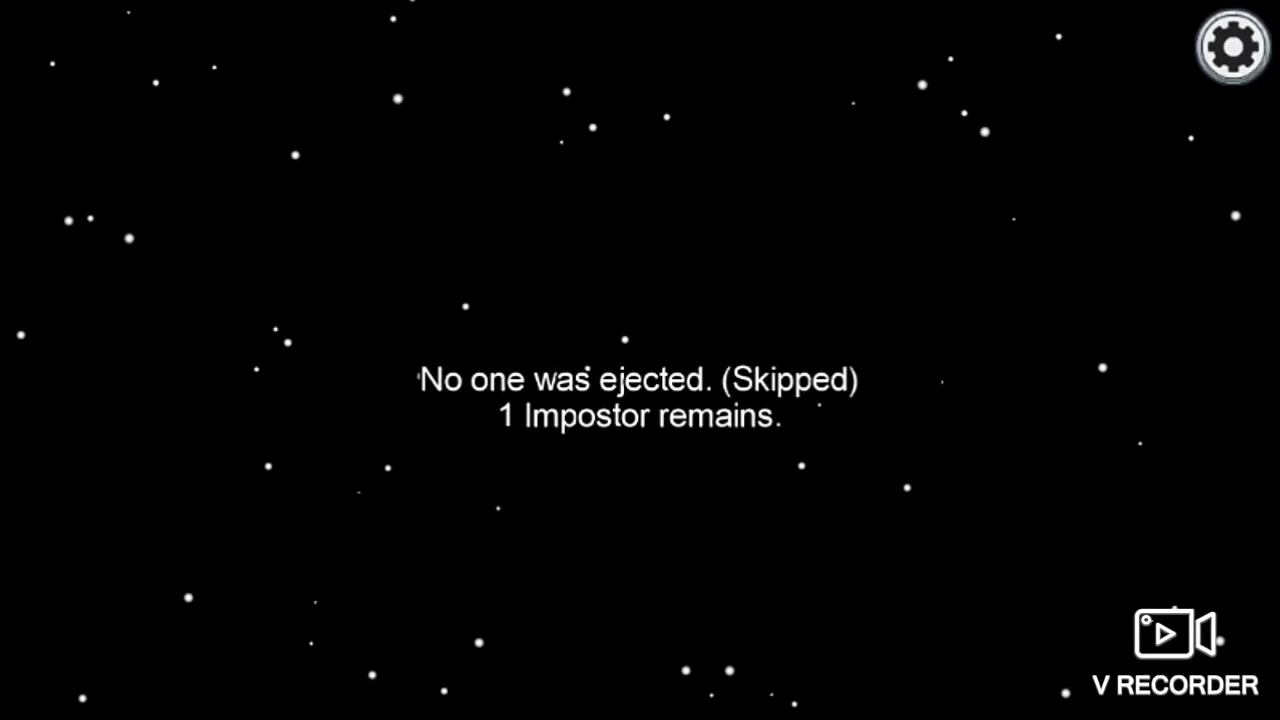 No one was ejected. (Skipped)
1 Impostor remains.
V RECORDER